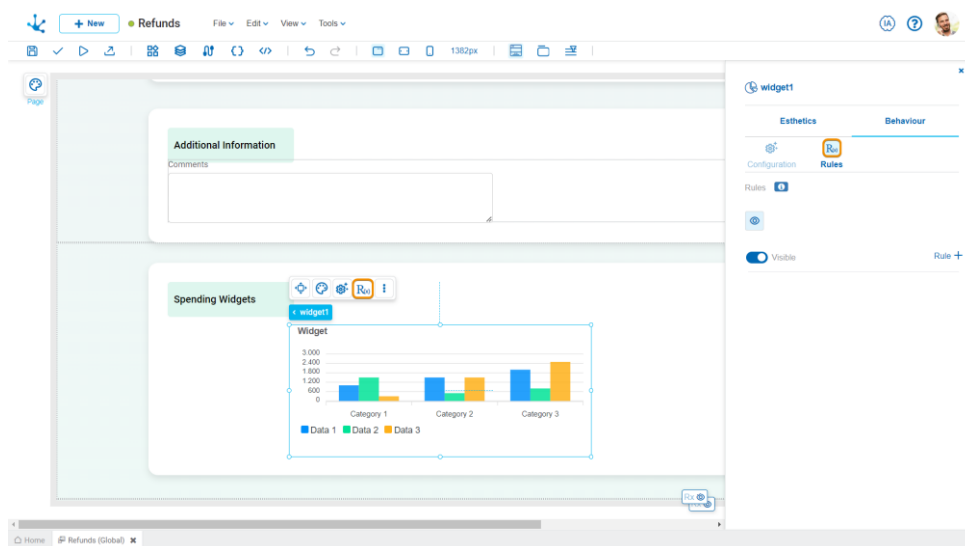 + New
Refunds
File
Edit
View
Tools
IA
?
1382px
Page
widget1
Esthetics
Behaviour
R(x)
Configuration
Rules
Rules
Visible
Rule +
Additional Information
Comments
Spending Widgets
R(x)
< widget1
Widget
3.000
2.400
1.800
1.200
600
0
Category 1
Category 2
Category 3
Data 1
Data 2
Data 3
Rx
Home
Refunds (Global)